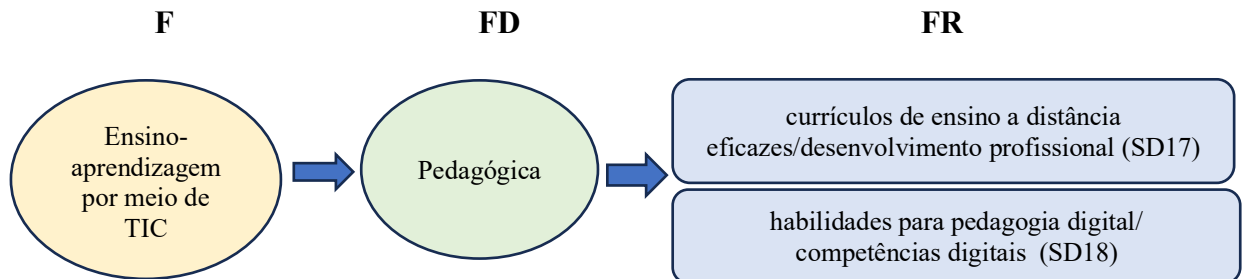 F
FD
FR
Ensino-
aprendizagem
por meio de
TIC
Pedagógica
currículos de ensino a distância
eficazes/desenvolvimento profissional (SD17)
habilidades para pedagogia digital/
competências digitais (SD18)